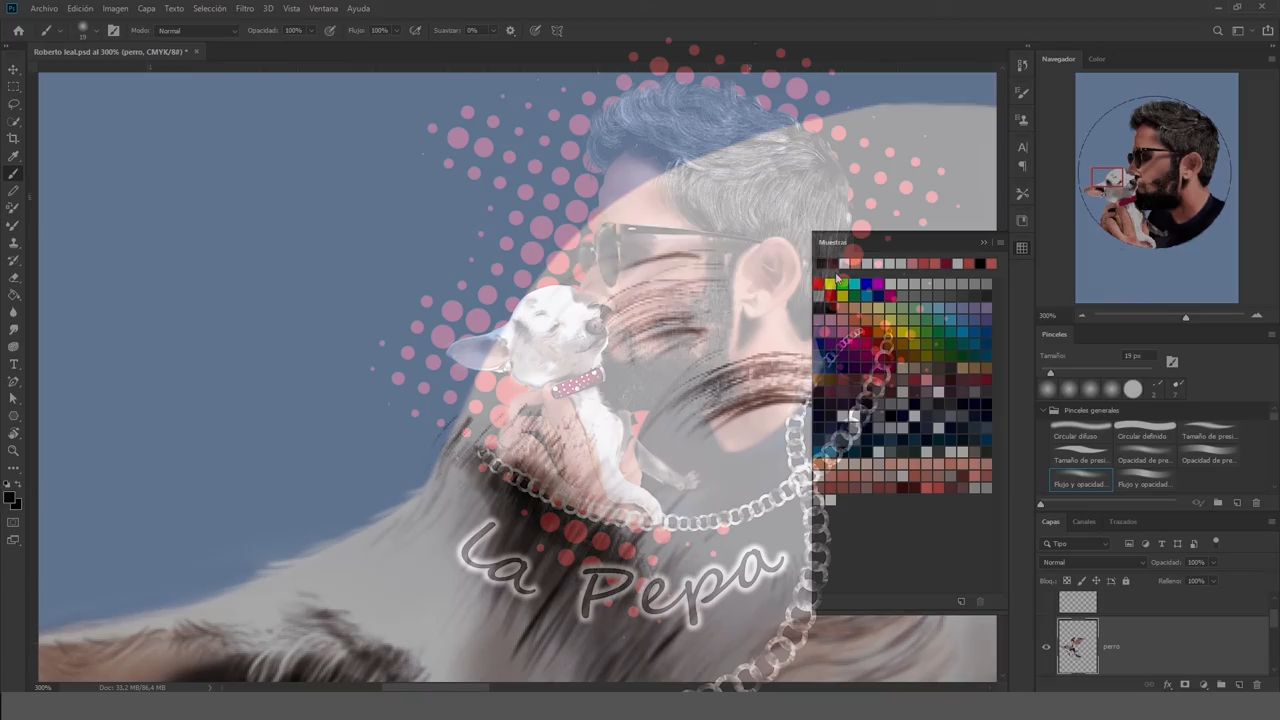 Archivo Edición Imagen Capa Texto Selección Filtro 3D Vista Ventana Ayuda
Modo: Normal Opacidad: 100% Flujo: 100% Suavizar: 0%
Roberto leal.psd al 300% (perro, CMYK/8#) *
Navegador Color
Muestras
300%
Pinceles
Tamaño: 19 px
2 7
Pinceles generales
Circular difuso Circular definido Tamaño de presi...
Tamaño de presi... Opacidad de pre... Opacidad de pre...
Flujo y opacidad... Flujo y opacidad...
Capas Canales Trazados
Tipo
Normal Opacidad: 100%
Bloq.: Relleno: 100%
perro
La Pepa
300% Doc: 33,2 MB/86,4 MB